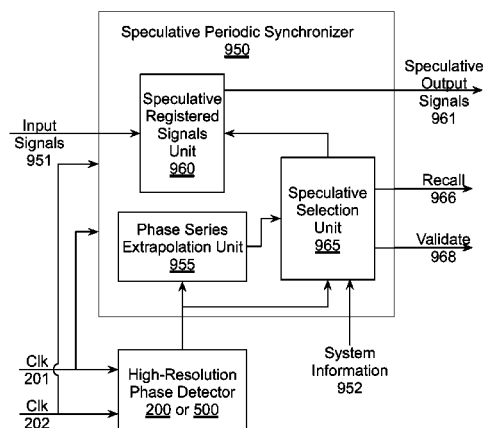 Speculative Periodic Synchronizer
950
Speculative
Output
Signals
961
Speculative
Registered
Signals
Unit
960
Input
Signals
951
Speculative
Selection
Unit
965
Recall
966
Validate
968
Phase Series
Extrapolation Unit
955
Clk
201
Clk
202
High-Resolution
Phase Detector
200 or 500
System
Information
952